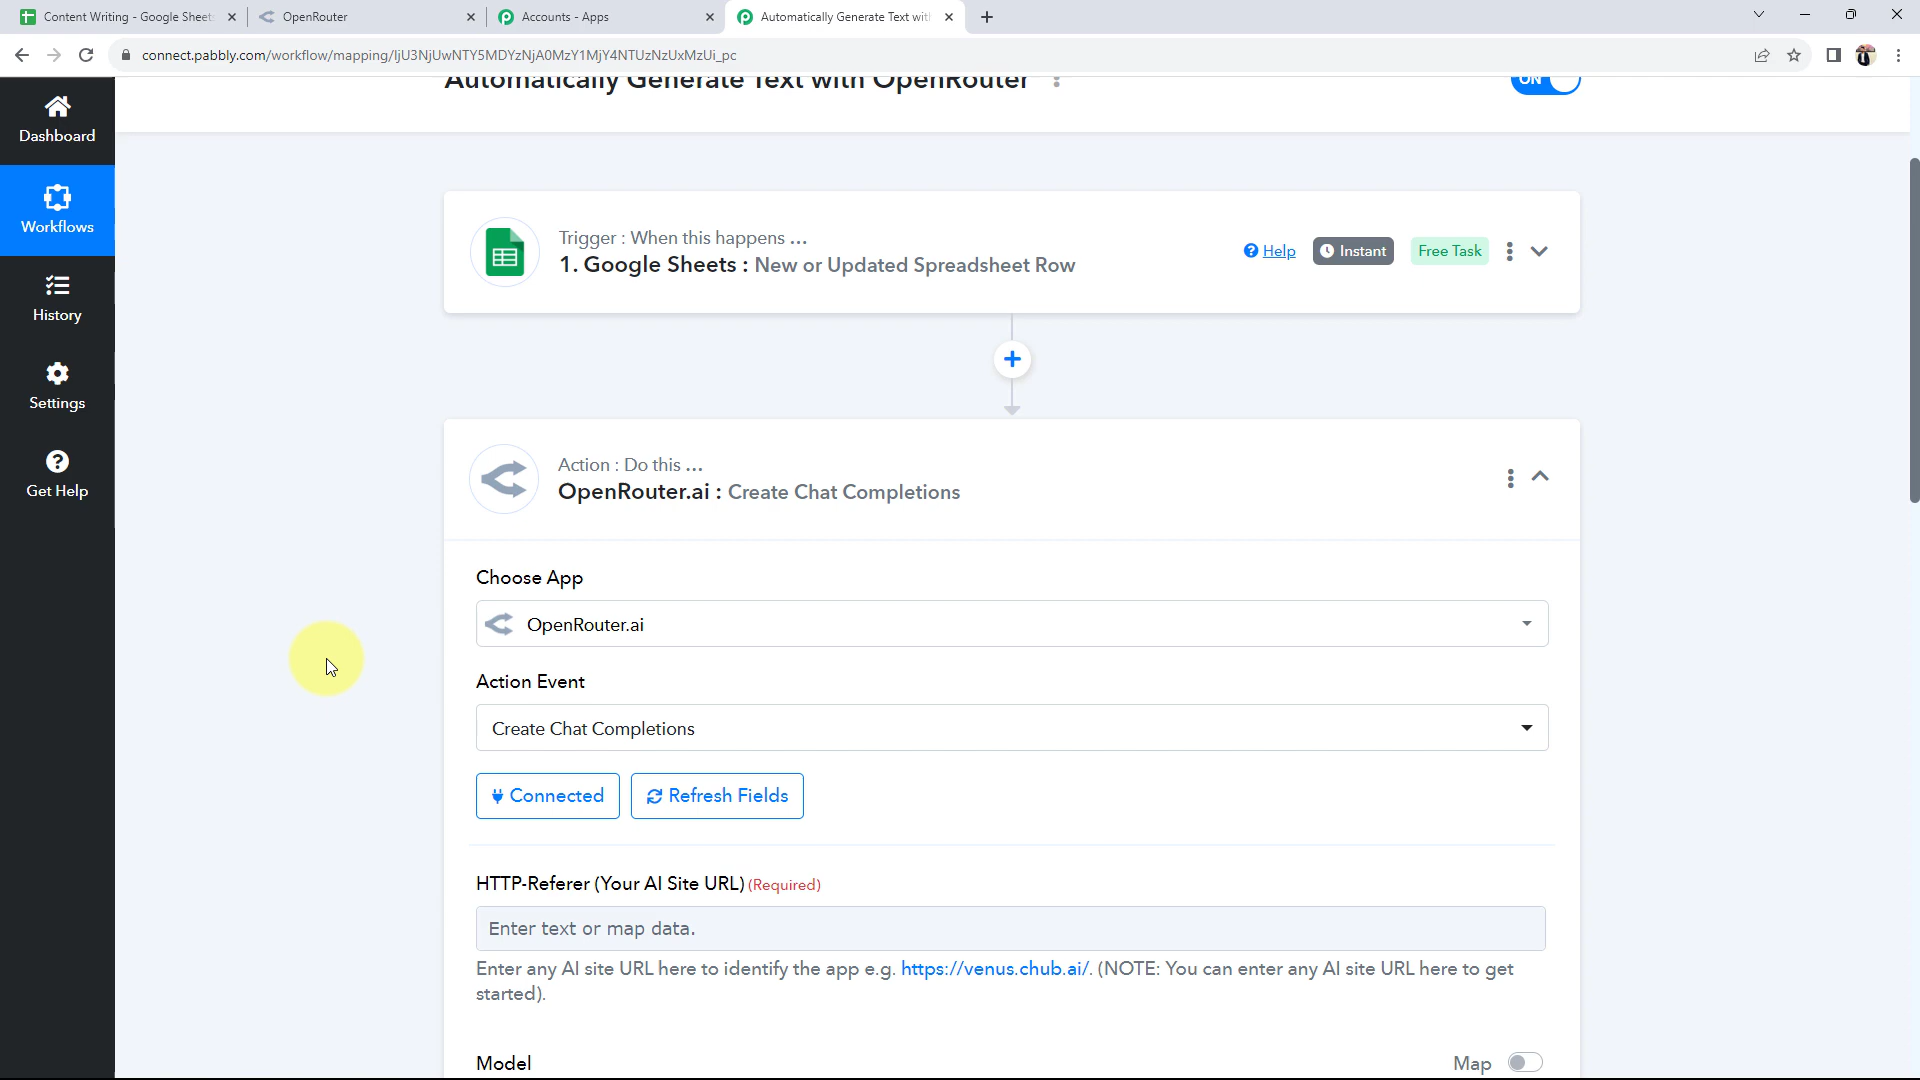 Content Writing - Google Sheets
OpenRouter
Accounts - Apps
Automatically Generate Text wit
connect.pabbly.com/workflow/mapping/IjU3NjUwNTY5MDYzNjA0MzY1MjY4NTUzNzUxMzUi_pc
Automatically Generate Text with OpenRouter
ON
Dashboard
Workflows
History
Settings
Get Help
Trigger : When this happens ...
1. Google Sheets : New or Updated Spreadsheet Row
Help
Instant
Free Task
Action : Do this ...
OpenRouter.ai : Create Chat Completions
Choose App
OpenRouter.ai
Action Event
Create Chat Completions
Connected
Refresh Fields
HTTP-Referer (Your AI Site URL) (Required)
Enter text or map data.
Enter any AI site URL here to identify the app e.g. https://venus.chub.ai/. (NOTE: You can enter any AI site URL here to get
started).
Model
Map